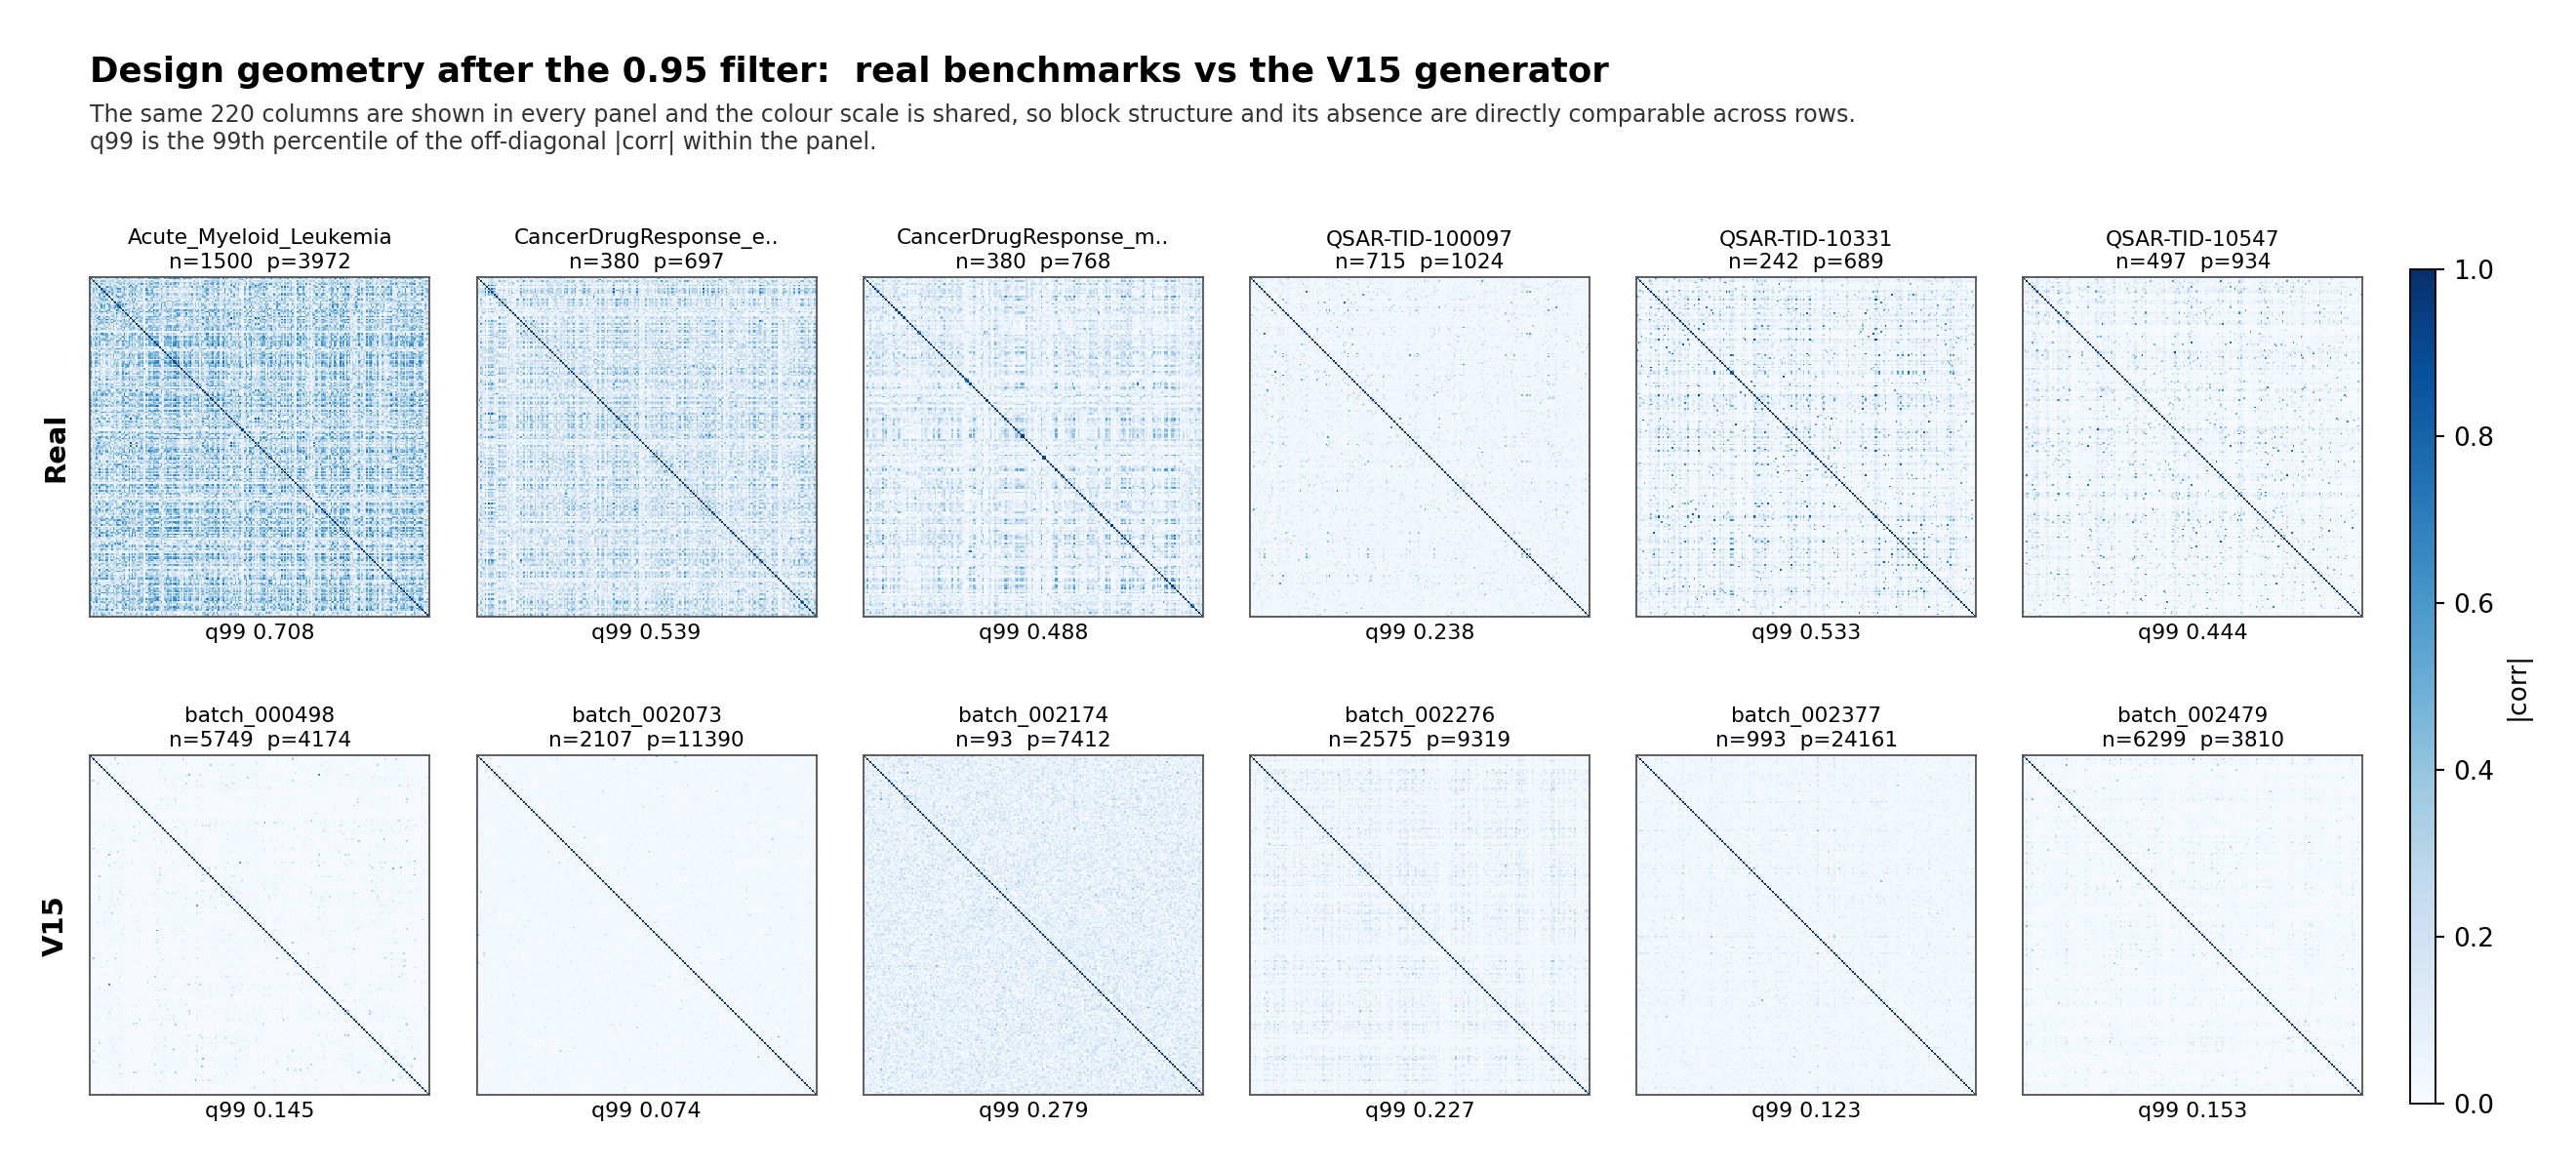 Design geometry after the 0.95 filter:  real benchmarks vs the V15 generator
The same 220 columns are shown in every panel and the colour scale is shared, so block structure and its absence are directly comparable across rows.
q99 is the 99th percentile of the off-diagonal |corr| within the panel.
Real
Acute_Myeloid_Leukemia
n=1500  p=3972
q99 0.708
CancerDrugResponse_e..
n=380  p=697
q99 0.539
CancerDrugResponse_m..
n=380  p=768
q99 0.488
QSAR-TID-100097
n=715  p=1024
q99 0.238
QSAR-TID-10331
n=242  p=689
q99 0.533
QSAR-TID-10547
n=497  p=934
q99 0.444
V15
batch_000498
n=5749  p=4174
q99 0.145
batch_002073
n=2107  p=11390
q99 0.074
batch_002174
n=93  p=7412
q99 0.279
batch_002276
n=2575  p=9319
q99 0.227
batch_002377
n=993  p=24161
q99 0.123
batch_002479
n=6299  p=3810
q99 0.153
1.0
0.8
0.6
0.4
0.2
0.0
|corr|